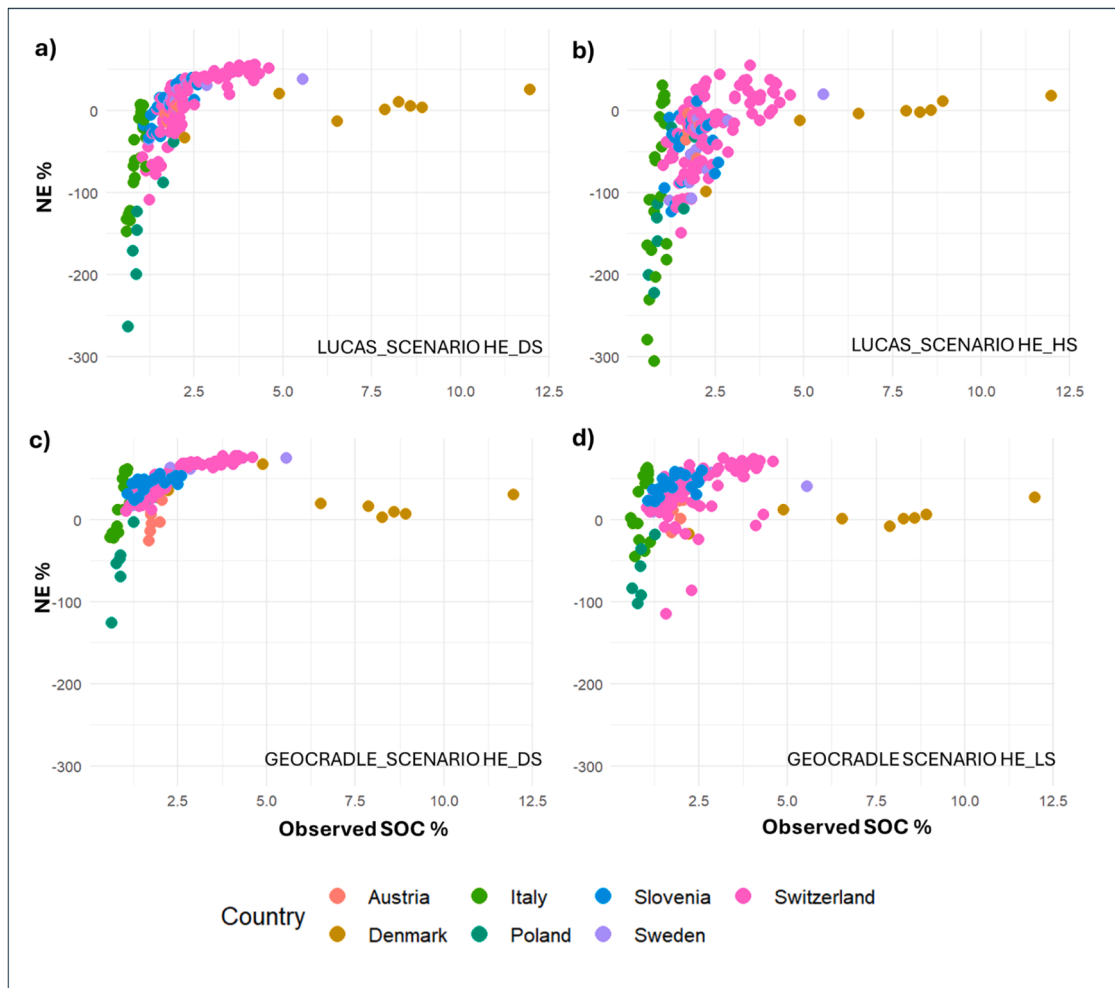 a)
b)
NE %
0
-100
-200
-300
LUCAS_SCENARIO HE_DS
2.5 5.0 7.5 10.0 12.5
0
-100
-200
-300
LUCAS_SCENARIO HE_HS
2.5 5.0 7.5 10.0 12.5
c)
d)
NE %
0
-100
-200
-300
GEOCRADLE_SCENARIO HE_DS
2.5 5.0 7.5 10.0 12.5
Observed SOC %
0
-100
-200
-300
GEOCRADLE SCENARIO HE_LS
2.5 5.0 7.5 10.0 12.5
Observed SOC %
Country
Austria Italy Slovenia Switzerland
Denmark Poland Sweden